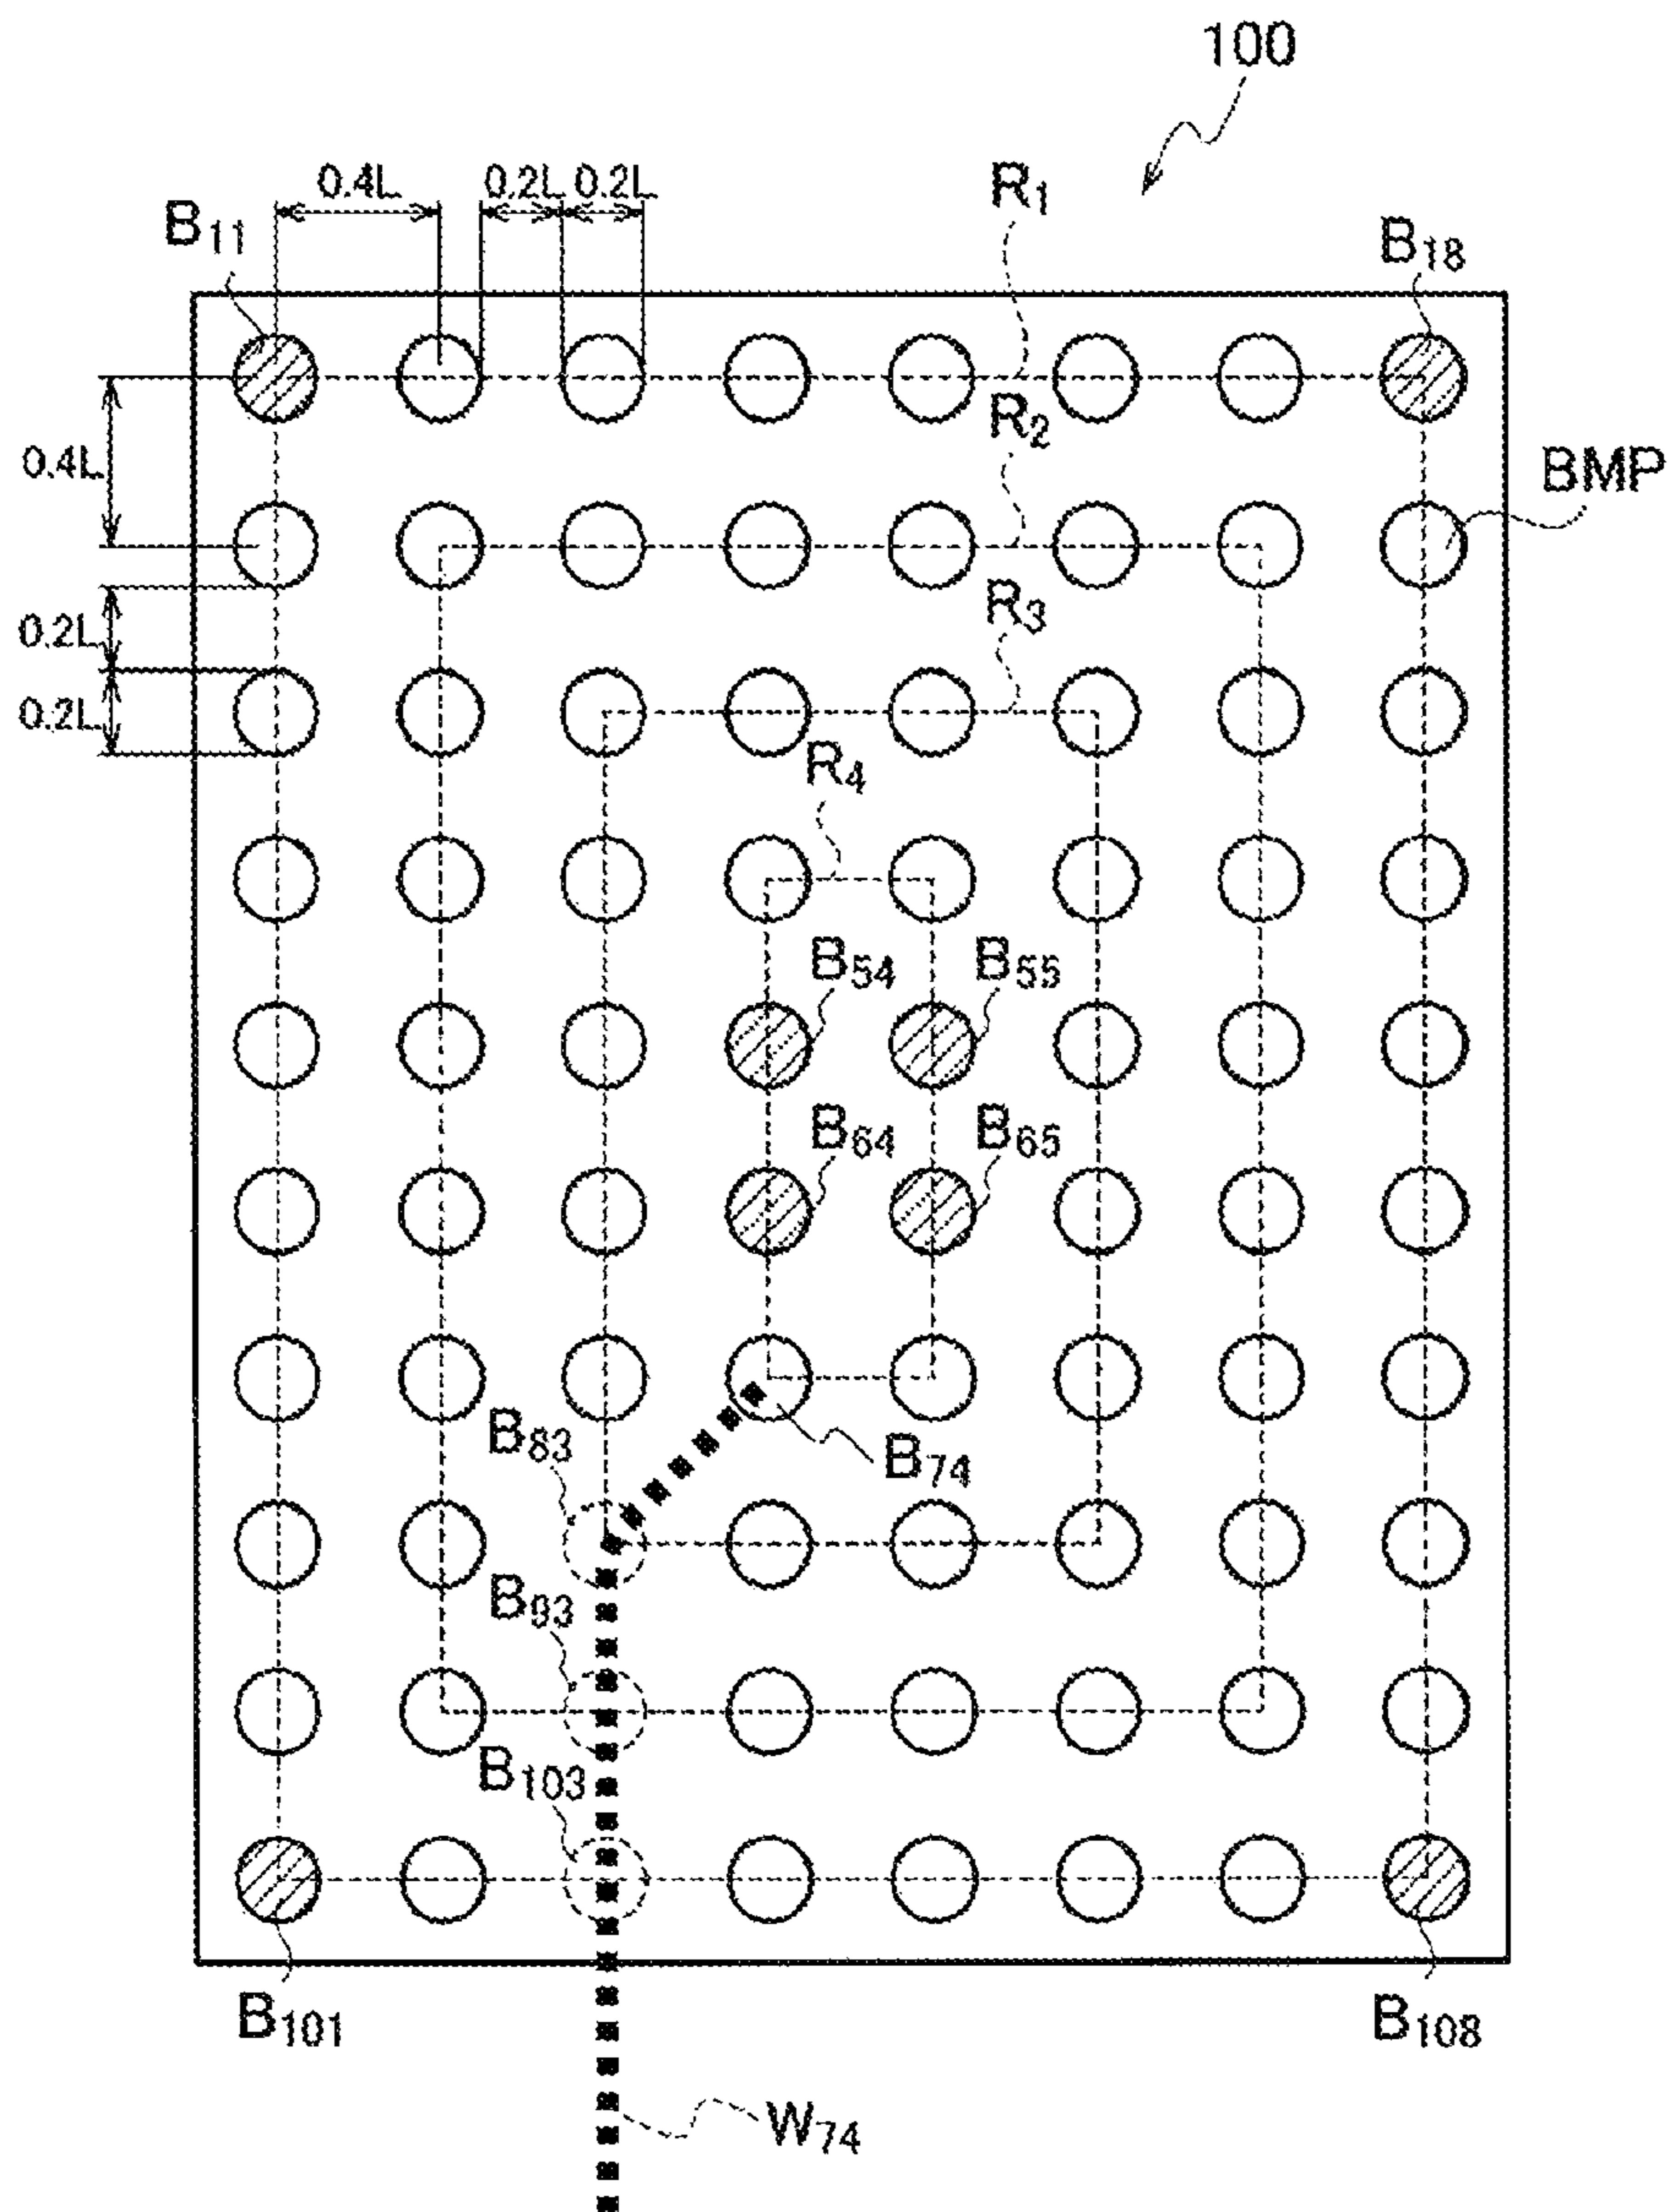 100
0.4L 0.2L 0.2L R₁
B₁₁ B₁₈
R₂
0.4L BMP
R₃
0.2L
0.2L
R₄
B₅₄ B₅₅
B₆₄ B₆₅
B₈₃ B₇₄
B₉₃
B₁₀₃
B₁₀₁ B₁₀₈
W₇₄